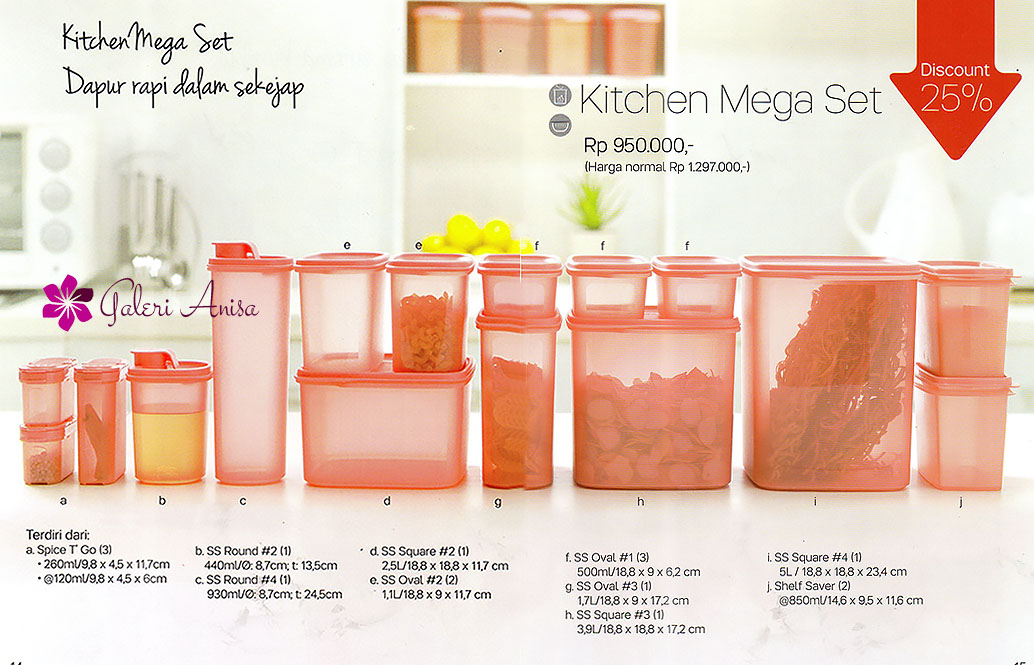 KitchenMega Set
Dapur rapi dalam sekejap
Kitchen Mega Set
Rp 950.000,-
(Harga normal Rp 1.297.000,-)
Discount
25%
Galeri Anisa
e
e
f
f
f
a
b
c
d
g
h
i
j
Terdiri dari:
a. Spice T' Go (3)
• 260ml/9,8 x 4,5 x 11,7cm
• @120ml/9,8 x 4,5 x 6cm
b. SS Round #2 (1)
440ml/Ø: 8,7cm; t: 13,5cm
c. SS Round #4 (1)
930ml/Ø: 8,7cm; t: 24,5cm
d. SS Square #2 (1)
2,5L/18,8 x 18,8 x 11,7 cm
e. SS Oval #2 (2)
1,1L/18,8 x 9 x 11,7 cm
f. SS Oval #1 (3)
500ml/18,8 x 9 x 6,2 cm
g. SS Oval #3 (1)
1,7L/18,8 x 9 x 17,2 cm
h. SS Square #3 (1)
3,9L/18,8 x 18,8 x 17,2 cm
i. SS Square #4 (1)
5L / 18,8 x 18,8 x 23,4 cm
j. Shelf Saver (2)
@850ml/14,6 x 9,5 x 11,6 cm